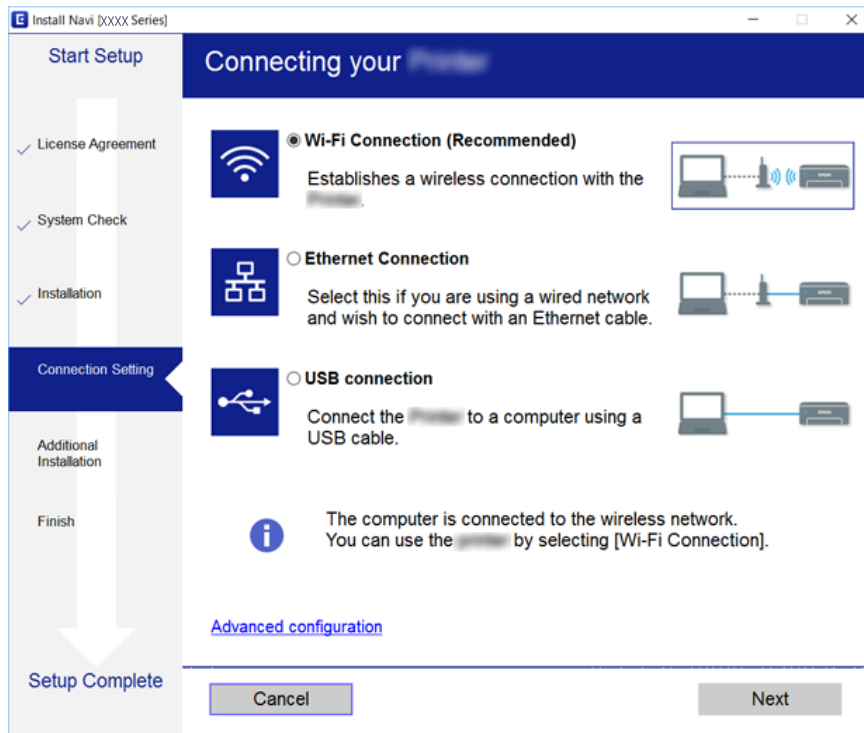 E Install Navi [XXXX Series]
Start Setup
License Agreement
System Check
Installation
Connection Setting
Additional
Installation
Finish
Setup Complete
Connecting your
Wi-Fi Connection (Recommended)
Establishes a wireless connection with the
.
Ethernet Connection
Select this if you are using a wired network
and wish to connect with an Ethernet cable.
USB connection
Connect the to a computer using a
USB cable.
i
The computer is connected to the wireless network.
You can use the by selecting [Wi-Fi Connection].
Advanced configuration
Cancel
Next